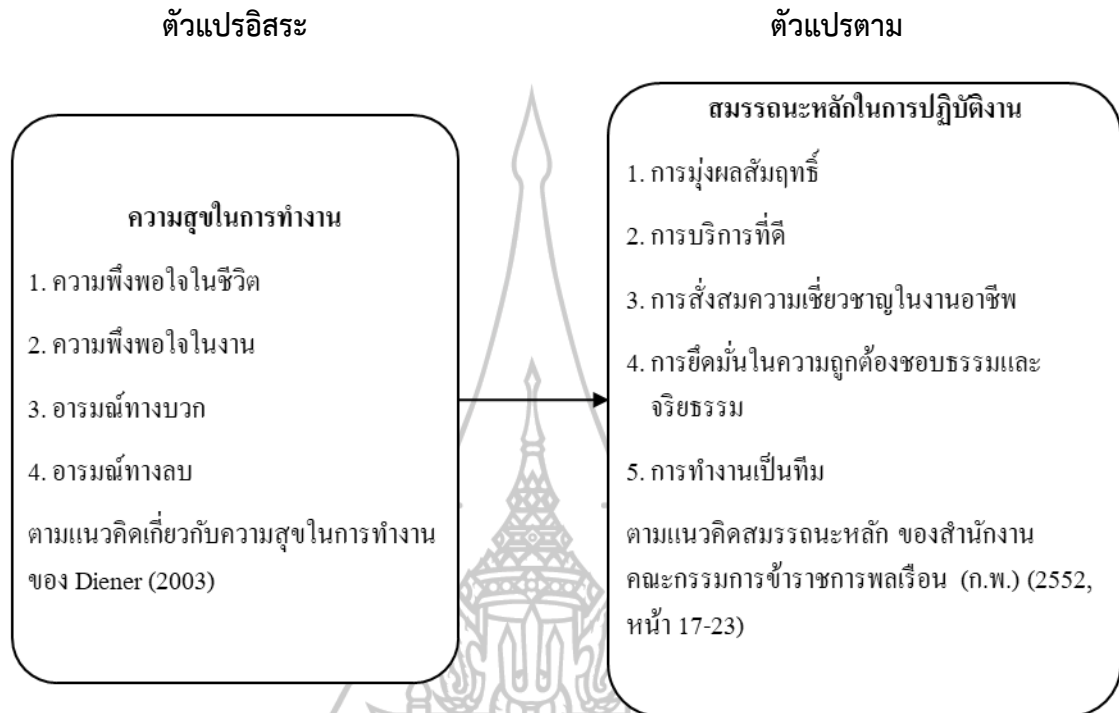 ตัวแปรอิสระ
ตัวแปรตาม
ความสุขในการทำงาน
1. ความพึงพอใจในชีวิต
2. ความพึงพอใจในงาน
3. อารมณ์ทางบวก
4. อารมณ์ทางลบ
ตามแนวคิดเกี่ยวกับความสุขในการทำงาน
ของ Diener (2003)
สมรรถนะหลักในการปฏิบัติงาน
1. การมุ่งผลสัมฤทธิ์
2. การบริการที่ดี
3. การสั่งสมความเชี่ยวชาญในงานอาชีพ
4. การยึดมั่นในความถูกต้องชอบธรรมและ
จริยธรรม
5. การทำงานเป็นทีม
ตามแนวคิดสมรรถนะหลัก ของสำนักงาน
คณะกรรมการข้าราชการพลเรือน (ก.พ.) (2552,
หน้า 17-23)